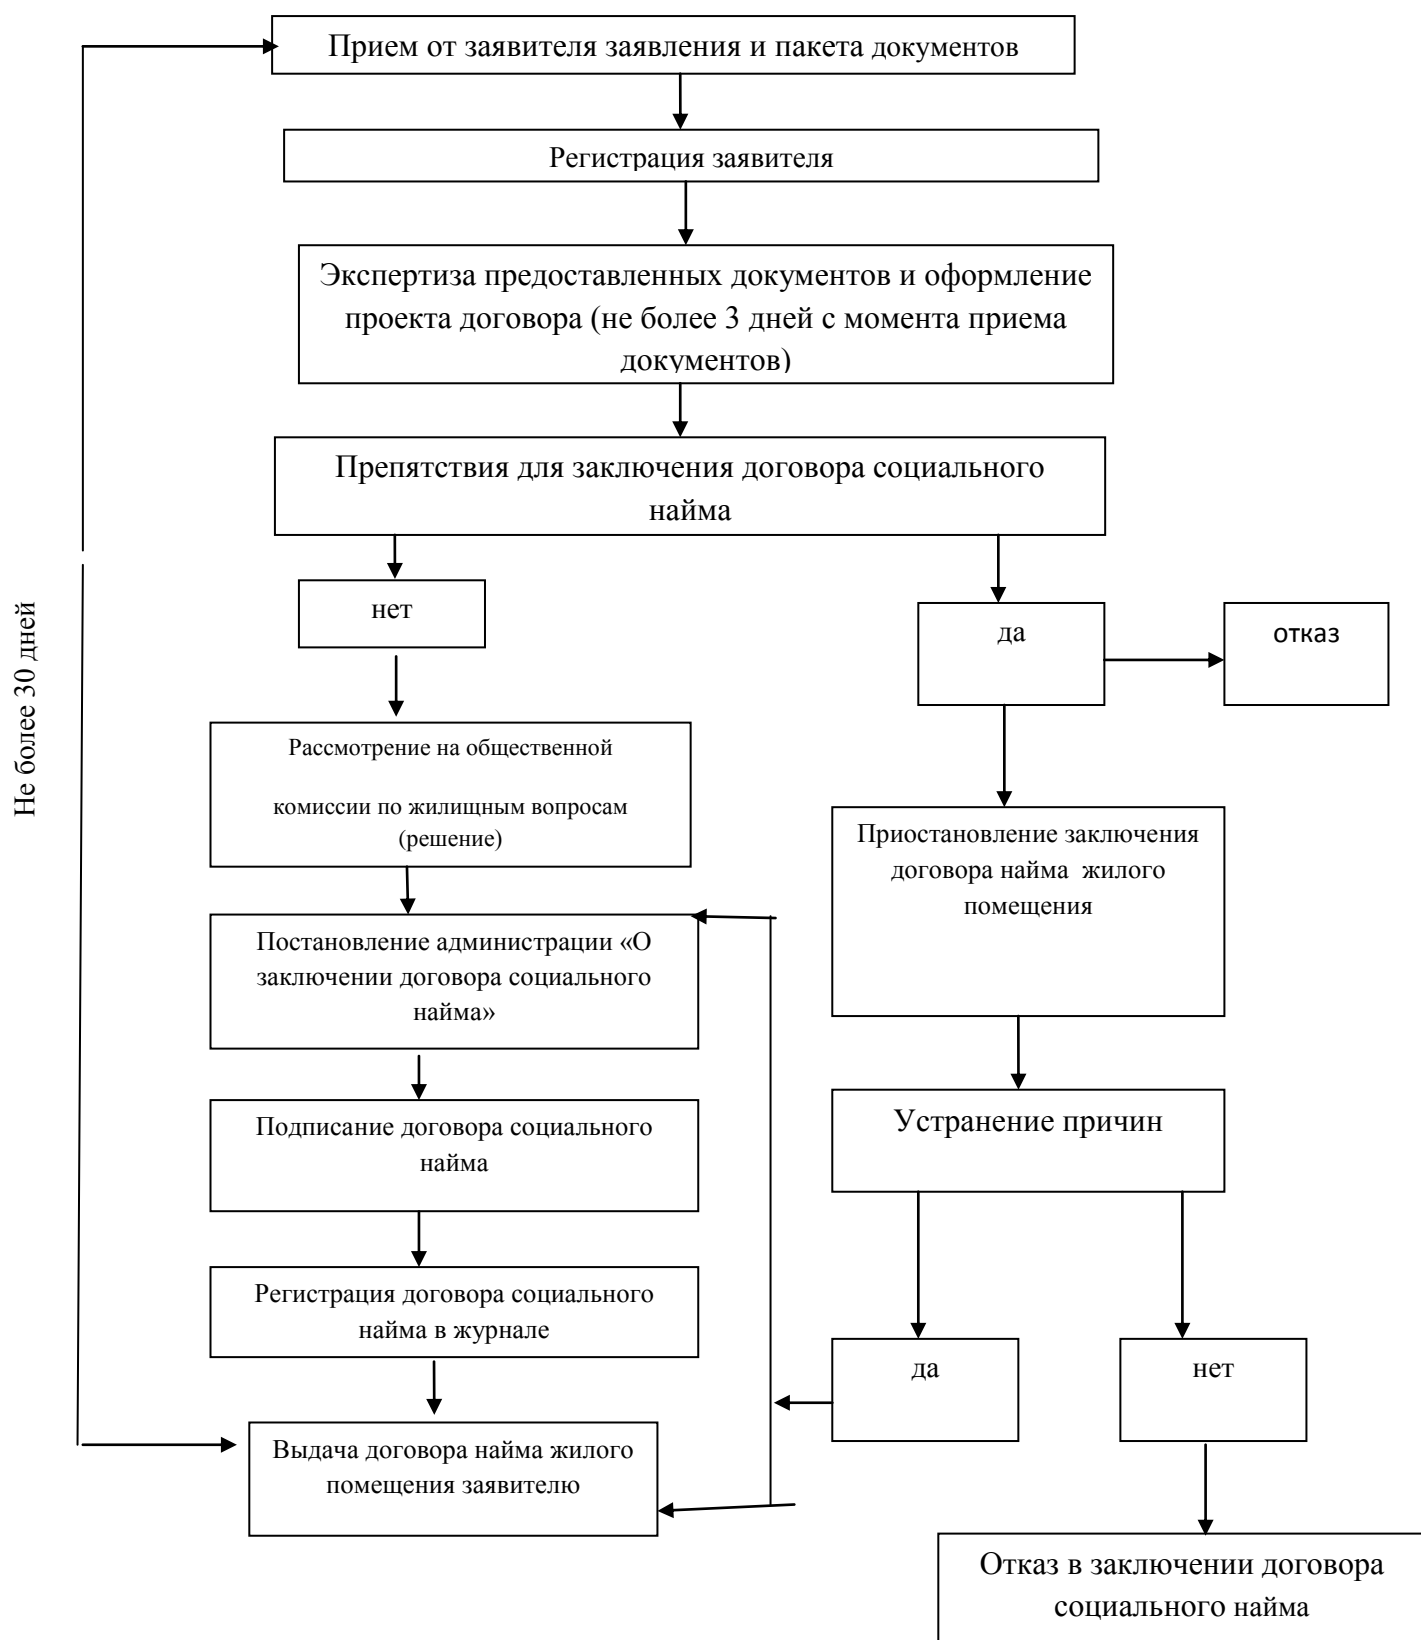 Прием от заявителя заявления и пакета документов
Регистрация заявителя
Экспертиза предоставленных документов и оформление
проекта договора (не более 3 дней с момента приема
документов)
Препятствия для заключения договора социального
найма
нет
да
отказ
Не более 30 дней
Рассмотрение на общественной
комиссии по жилищным вопросам
(решение)
Приостановление заключения
договора найма жилого
помещения
Постановление администрации «О
заключении договора социального
найма»
Подписание договора социального
найма
Устранение причин
Регистрация договора социального
найма в журнале
да
нет
Выдача договора найма жилого
помещения заявителю
Отказ в заключении договора
социального найма